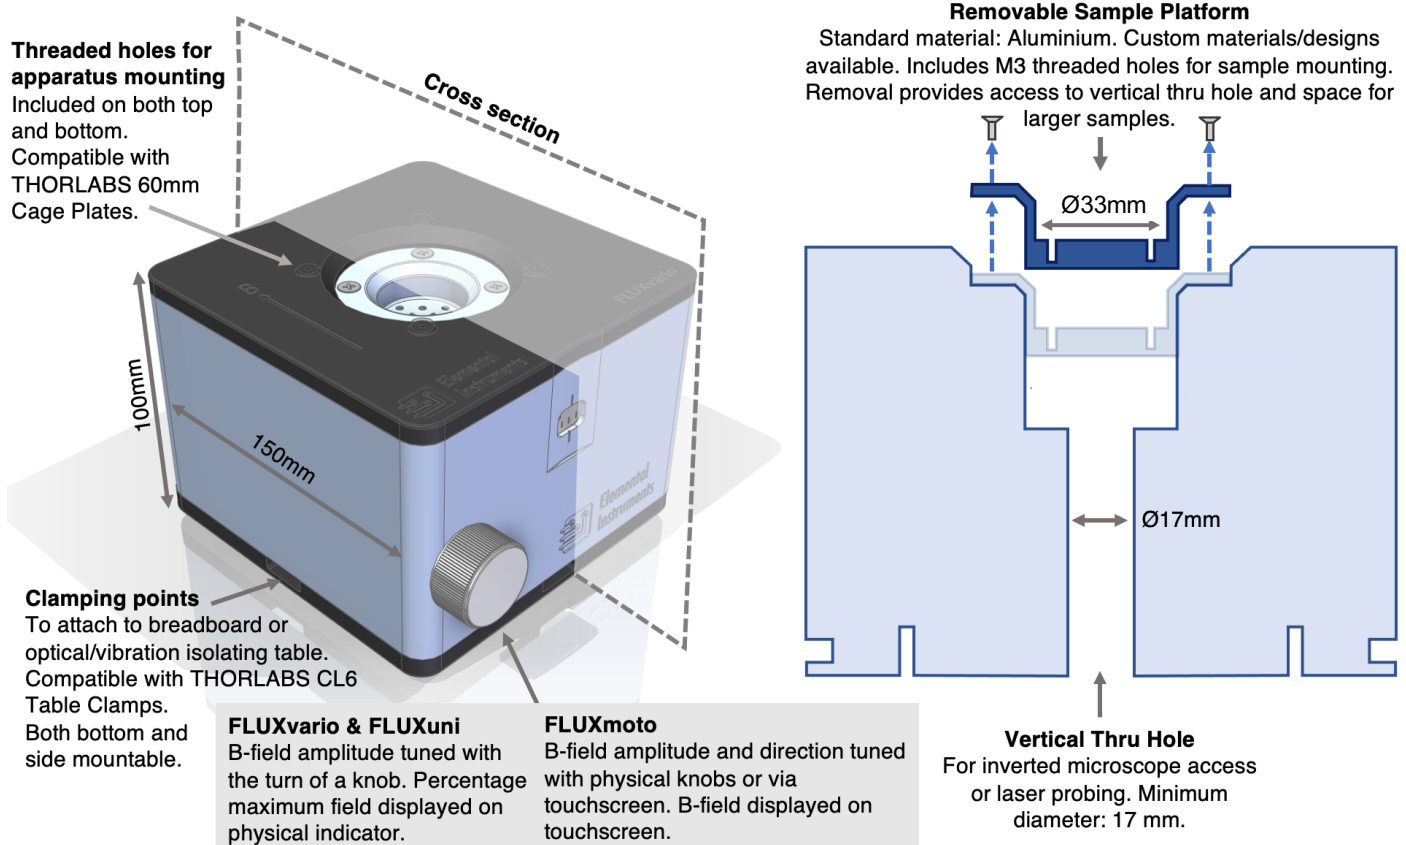 Threaded holes for
apparatus mounting
Included on both top
and bottom.
Compatible with
THORLABS 60mm
Cage Plates.
Cross section
B
FLUXvario
Elemental
Instruments
100mm
150mm
Elemental
Instruments
Clamping points
To attach to breadboard or
optical/vibration isolating table.
Compatible with THORLABS CL6
Table Clamps.
Both bottom and
side mountable.
FLUXvario & FLUXuni
B-field amplitude tuned with
the turn of a knob. Percentage
maximum field displayed on
physical indicator.
FLUXmoto
B-field amplitude and direction tuned
with physical knobs or via
touchscreen. B-field displayed on
touchscreen.
Removable Sample Platform
Standard material: Aluminium. Custom materials/designs
available. Includes M3 threaded holes for sample mounting.
Removal provides access to vertical thru hole and space for
larger samples.
Ø33mm
Ø17mm
Vertical Thru Hole
For inverted microscope access
or laser probing. Minimum
diameter: 17 mm.